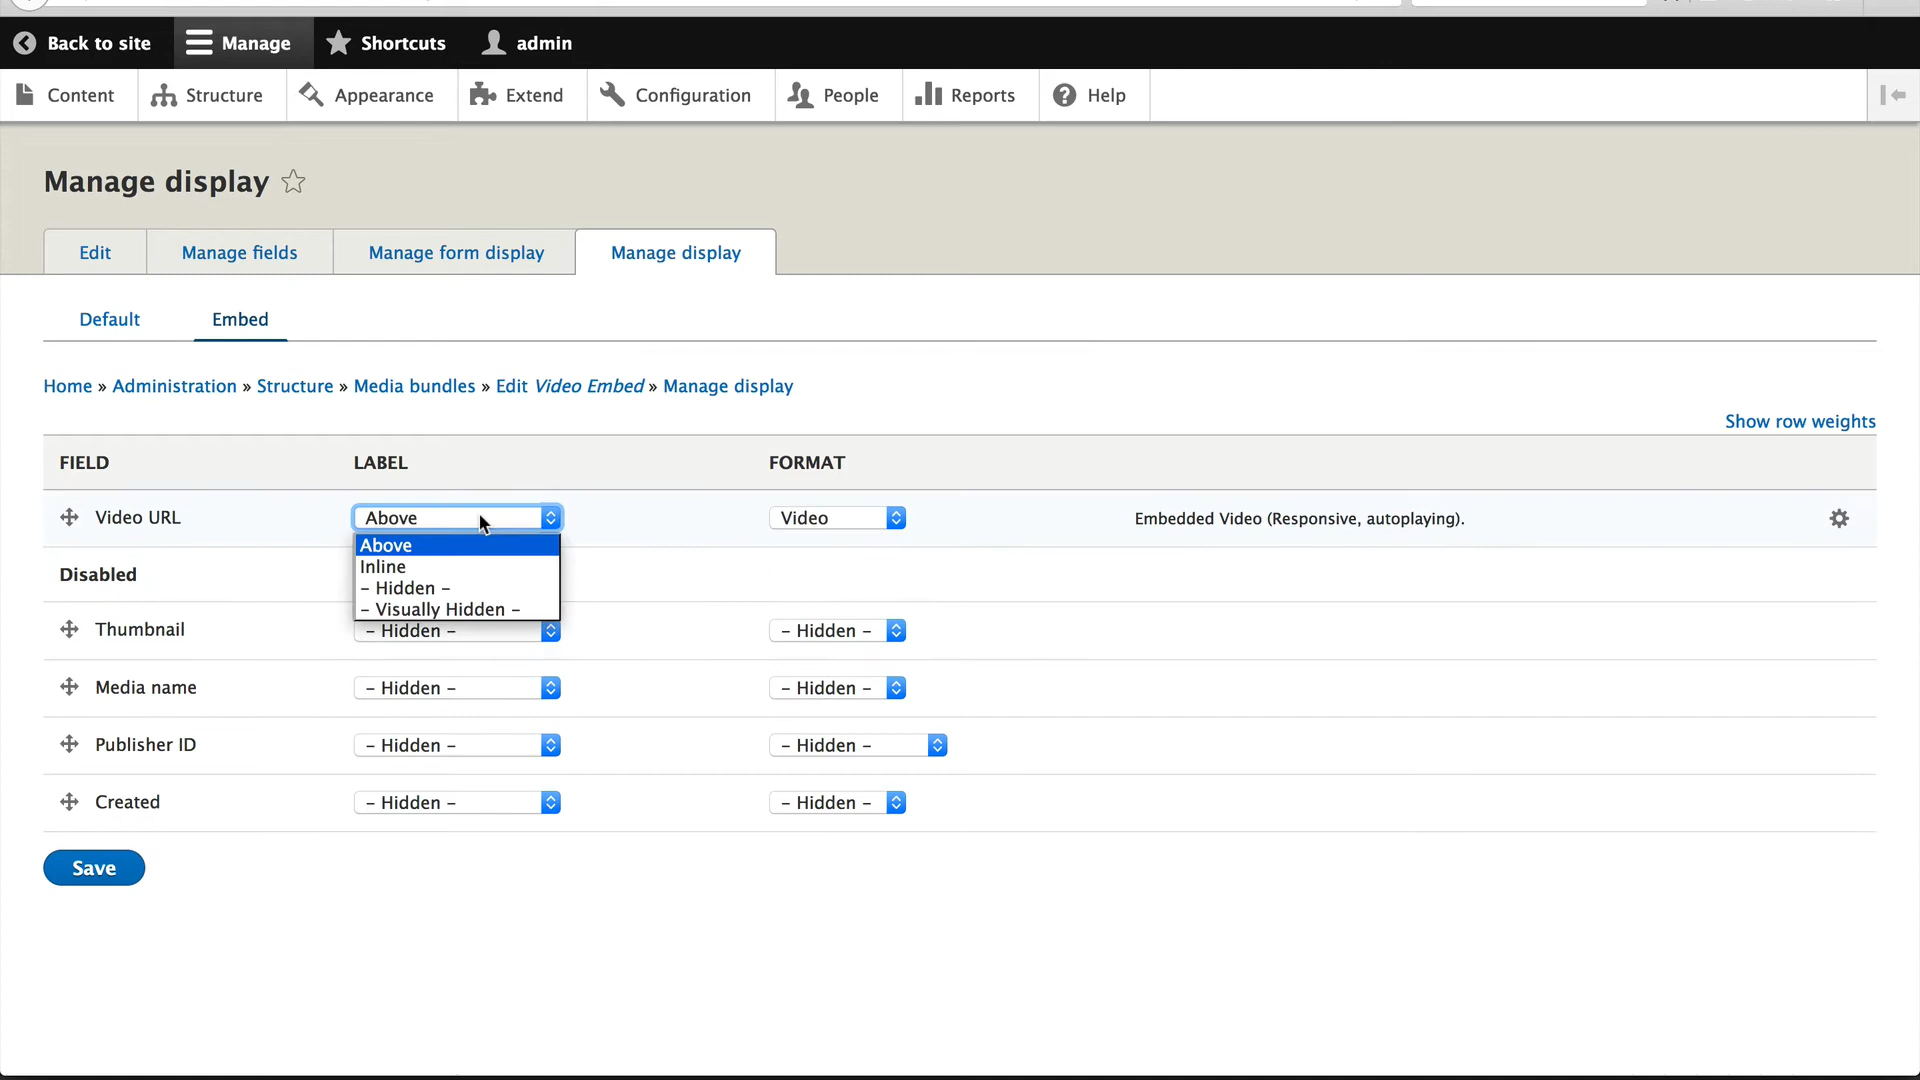 Back to site Manage Shortcuts admin
Content Structure Appearance Extend Configuration People Reports Help
Manage display
Edit Manage fields Manage form display Manage display
Default Embed
Home » Administration » Structure » Media bundles » Edit Video Embed » Manage display
Show row weights
FIELD LABEL FORMAT
Video URL Above Video Embedded Video (Responsive, autoplaying).
Above
Inline
Disabled
- Hidden -
- Visually Hidden -
Thumbnail - Hidden - - Hidden -
Media name - Hidden - - Hidden -
Publisher ID - Hidden - - Hidden -
Created - Hidden - - Hidden -
Save